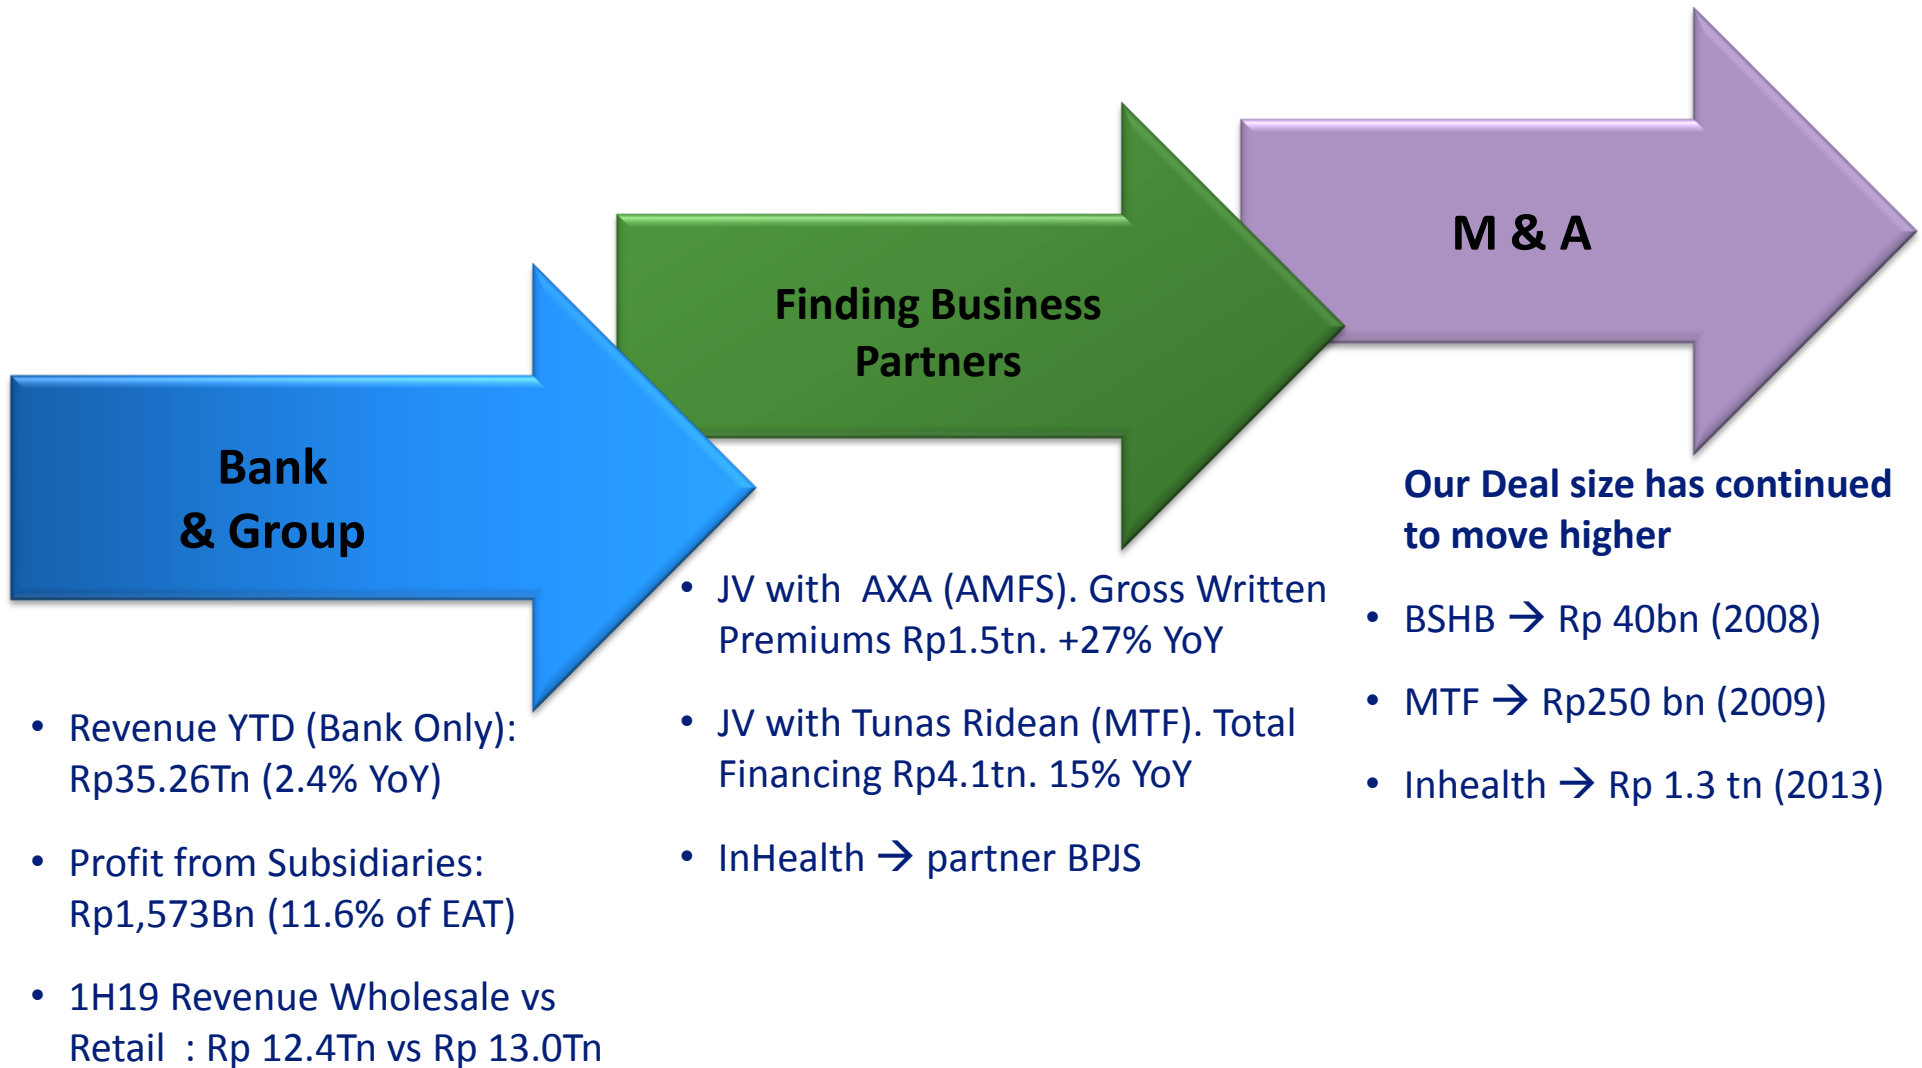 Bank
& Group
• Revenue YTD (Bank Only):
Rp35.26Tn (2.4% YoY)
• Profit from Subsidiaries:
Rp1,573Bn (11.6% of EAT)
• 1H19 Revenue Wholesale vs
Retail : Rp 12.4Tn vs Rp 13.0Tn
Finding Business
Partners
• JV with AXA (AMFS). Gross Written
Premiums Rp1.5tn. +27% YoY
• JV with Tunas Ridean (MTF). Total
Financing Rp4.1tn. 15% YoY
• InHealth → partner BPJS
M & A
Our Deal size has continued
to move higher
• BSHB → Rp 40bn (2008)
• MTF → Rp250 bn (2009)
• Inhealth → Rp 1.3 tn (2013)